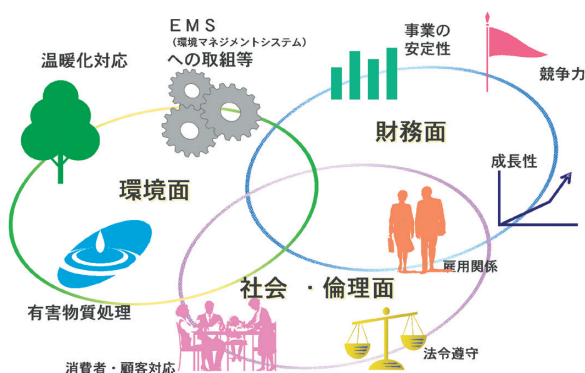 EMS
(環境マネジメントシステム)
への取組等
温暖化対応
事業の
安定性
競争力
財務面
環境面
成長性
雇用関係
社会・倫理面
有害物質処理
法令遵守
消費者・顧客対応